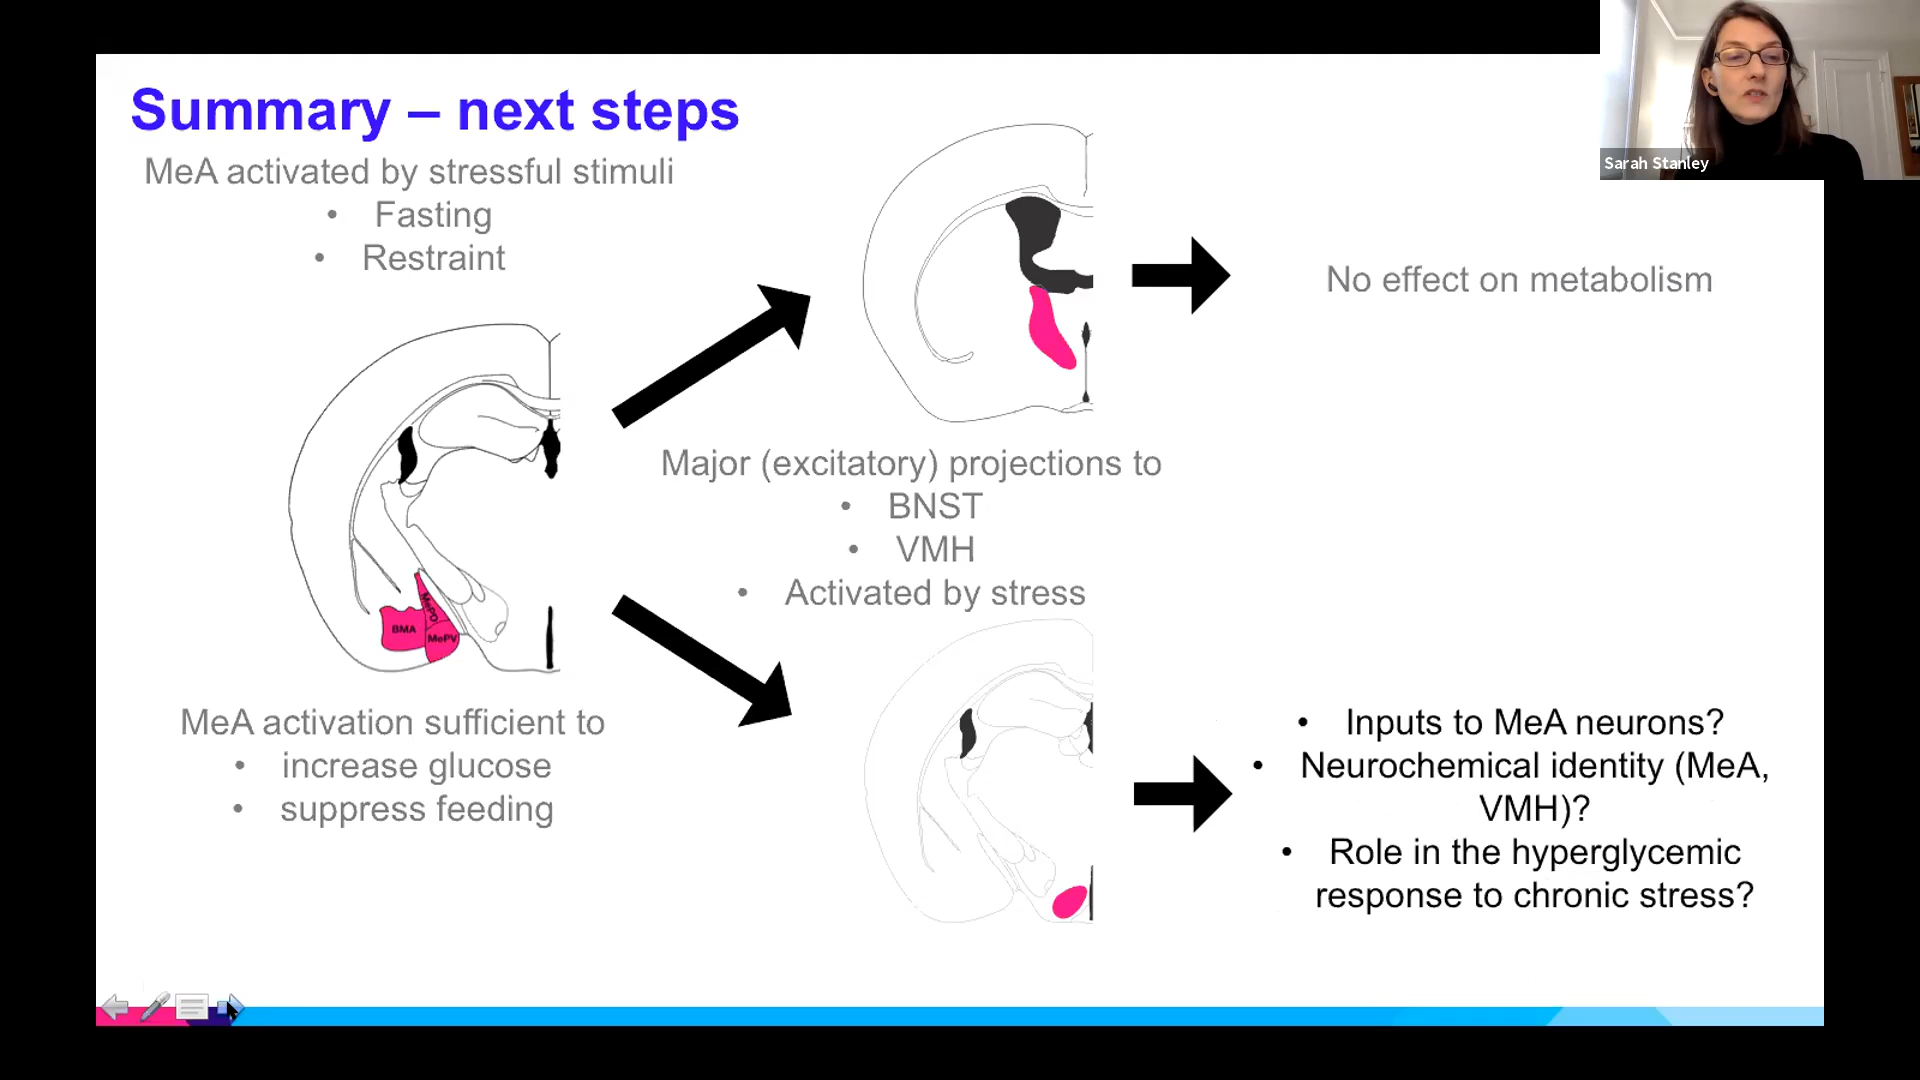 Summary – next steps
MeA activated by stressful stimuli
• Fasting
• Restraint
No effect on metabolism
Major (excitatory) projections to
• BNST
• VMH
• Activated by stress
MePD
BMA
MePV
MeA activation sufficient to
• increase glucose
• suppress feeding
• Inputs to MeA neurons?
• Neurochemical identity (MeA,
VMH)?
• Role in the hyperglycemic
response to chronic stress?
Sarah Stanley